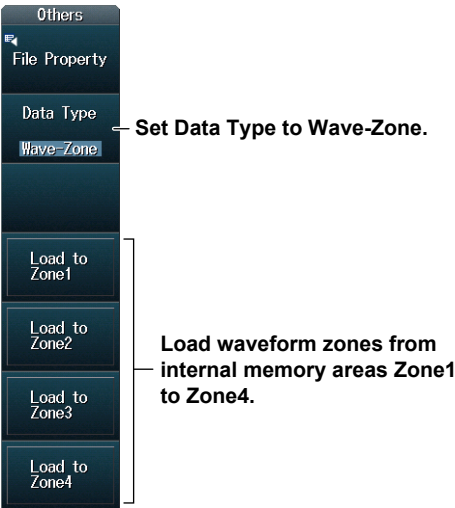 Others
File Property
Data Type
Wave-Zone
Set Data Type to Wave-Zone.
Load to
Zone1
Load to
Zone2
Load to
Zone3
Load to
Zone4
Load waveform zones from
internal memory areas Zone1
to Zone4.